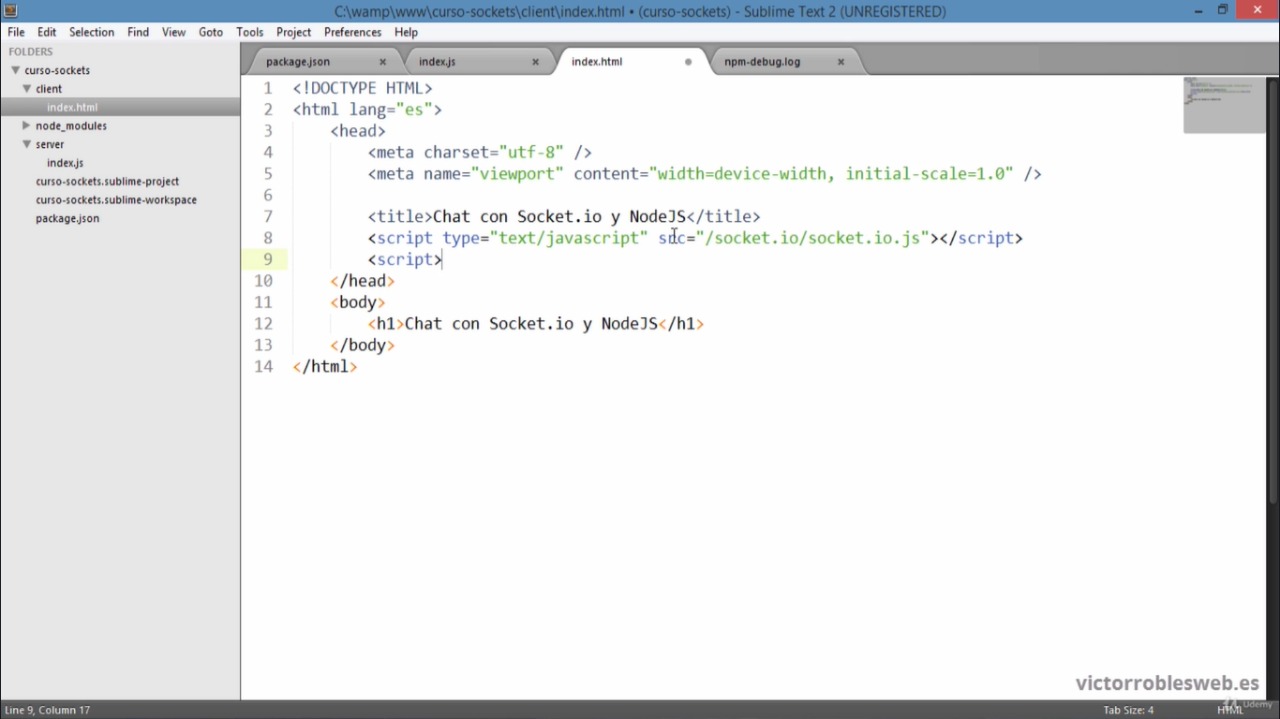 C:\wamp\www\curso-sockets\client\index.html • (curso-sockets) - Sublime Text 2 (UNREGISTERED)
File Edit Selection Find View Goto Tools Project Preferences Help
FOLDERS
curso-sockets
client
index.html
node_modules
server
index.js
curso-sockets.sublime-project
curso-sockets.sublime-workspace
package.json
package.json index.js index.html npm-debug.log
1 <!DOCTYPE HTML>
2 <html lang="es">
3 <head>
4 <meta charset="utf-8" />
5 <meta name="viewport" content="width=device-width, initial-scale=1.0" />
6
7 <title>Chat con Socket.io y NodeJS</title>
8 <script type="text/javascript" src="/socket.io/socket.io.js"></script>
9 <script>
10 </head>
11 <body>
12 <h1>Chat con Socket.io y NodeJS</h1>
13 </body>
14 </html>
victorroblesweb.es
Line 9, Column 17
Tab Size: 4
HTML
Udemy